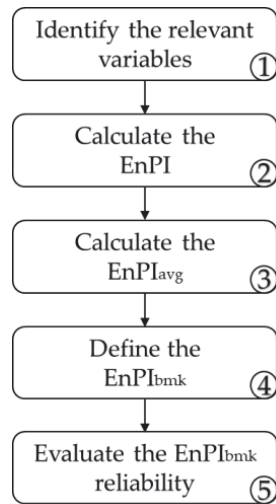 Identify the relevant
variables
①
Calculate the
EnPI
②
Calculate the
EnPIavg
③
Define the
EnPIbmk
④
Evaluate the EnPIbmk
reliability
⑤